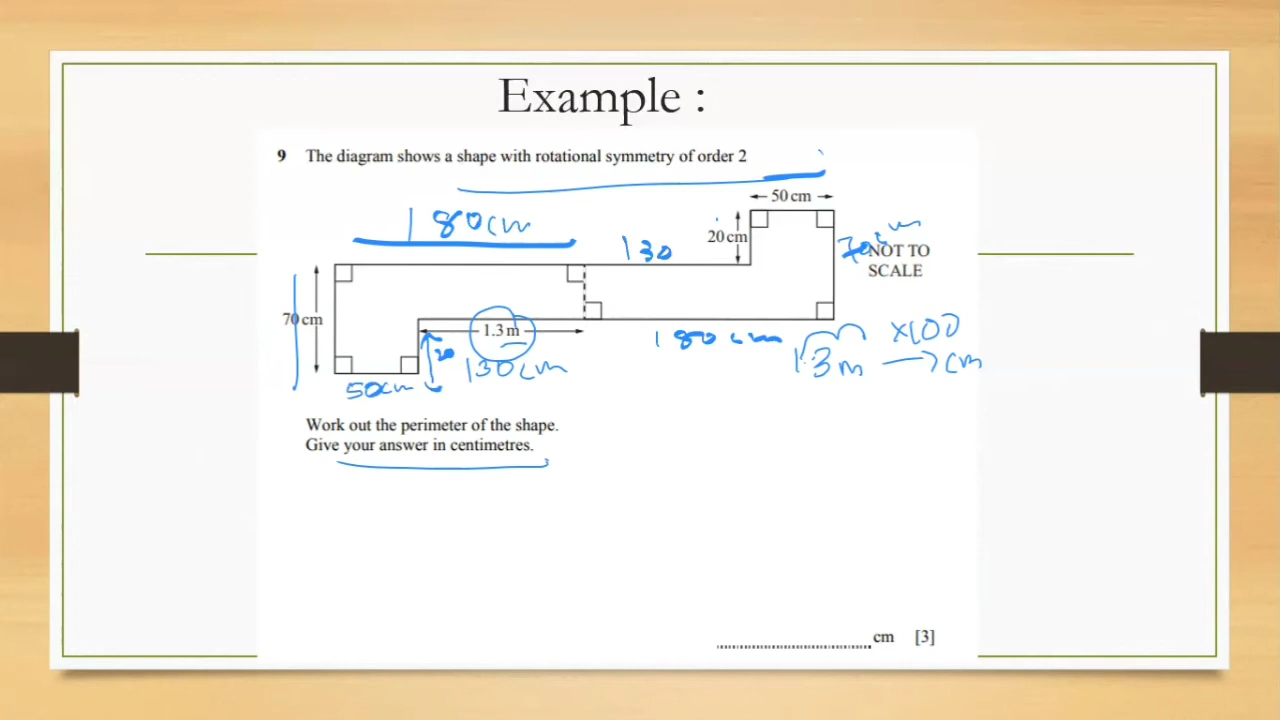 Example :
9 The diagram shows a shape with rotational symmetry of order 2
50 cm
180cm
20 cm
130
70cm
NOT TO
SCALE
70 cm
1.3 m
180 cm
x100
1.3m → cm
20
130cm
50cm
Work out the perimeter of the shape.
Give your answer in centimetres.
cm [3]